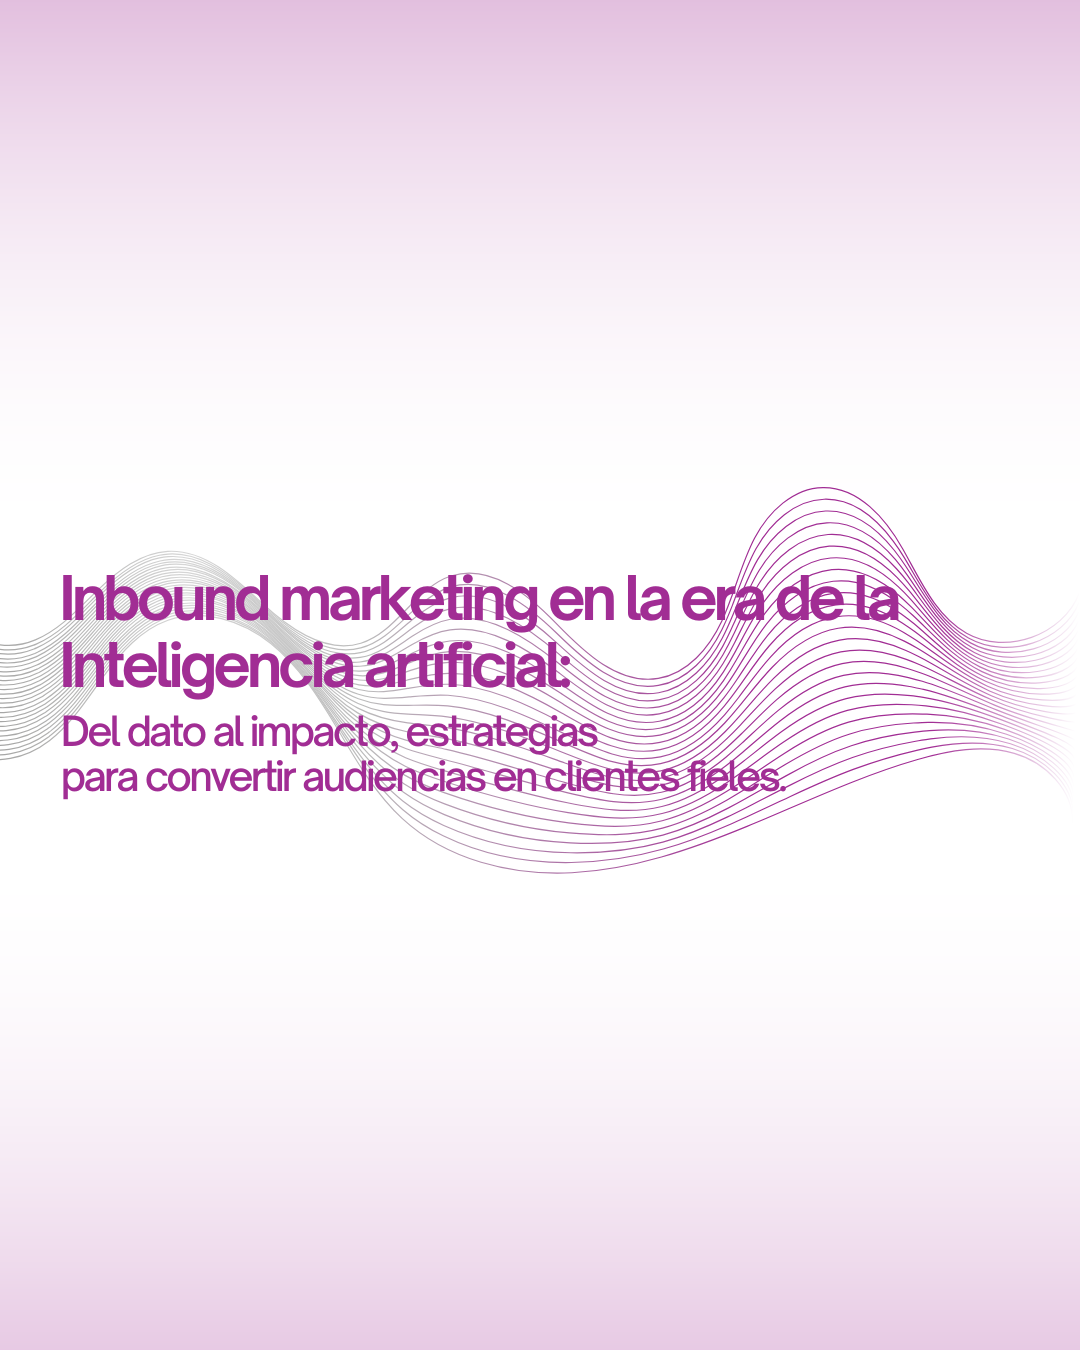 Inbound marketing en la era de la
Inteligencia artificial:
Del dato al impacto, estrategias
para convertir audiencias en clientes fieles.